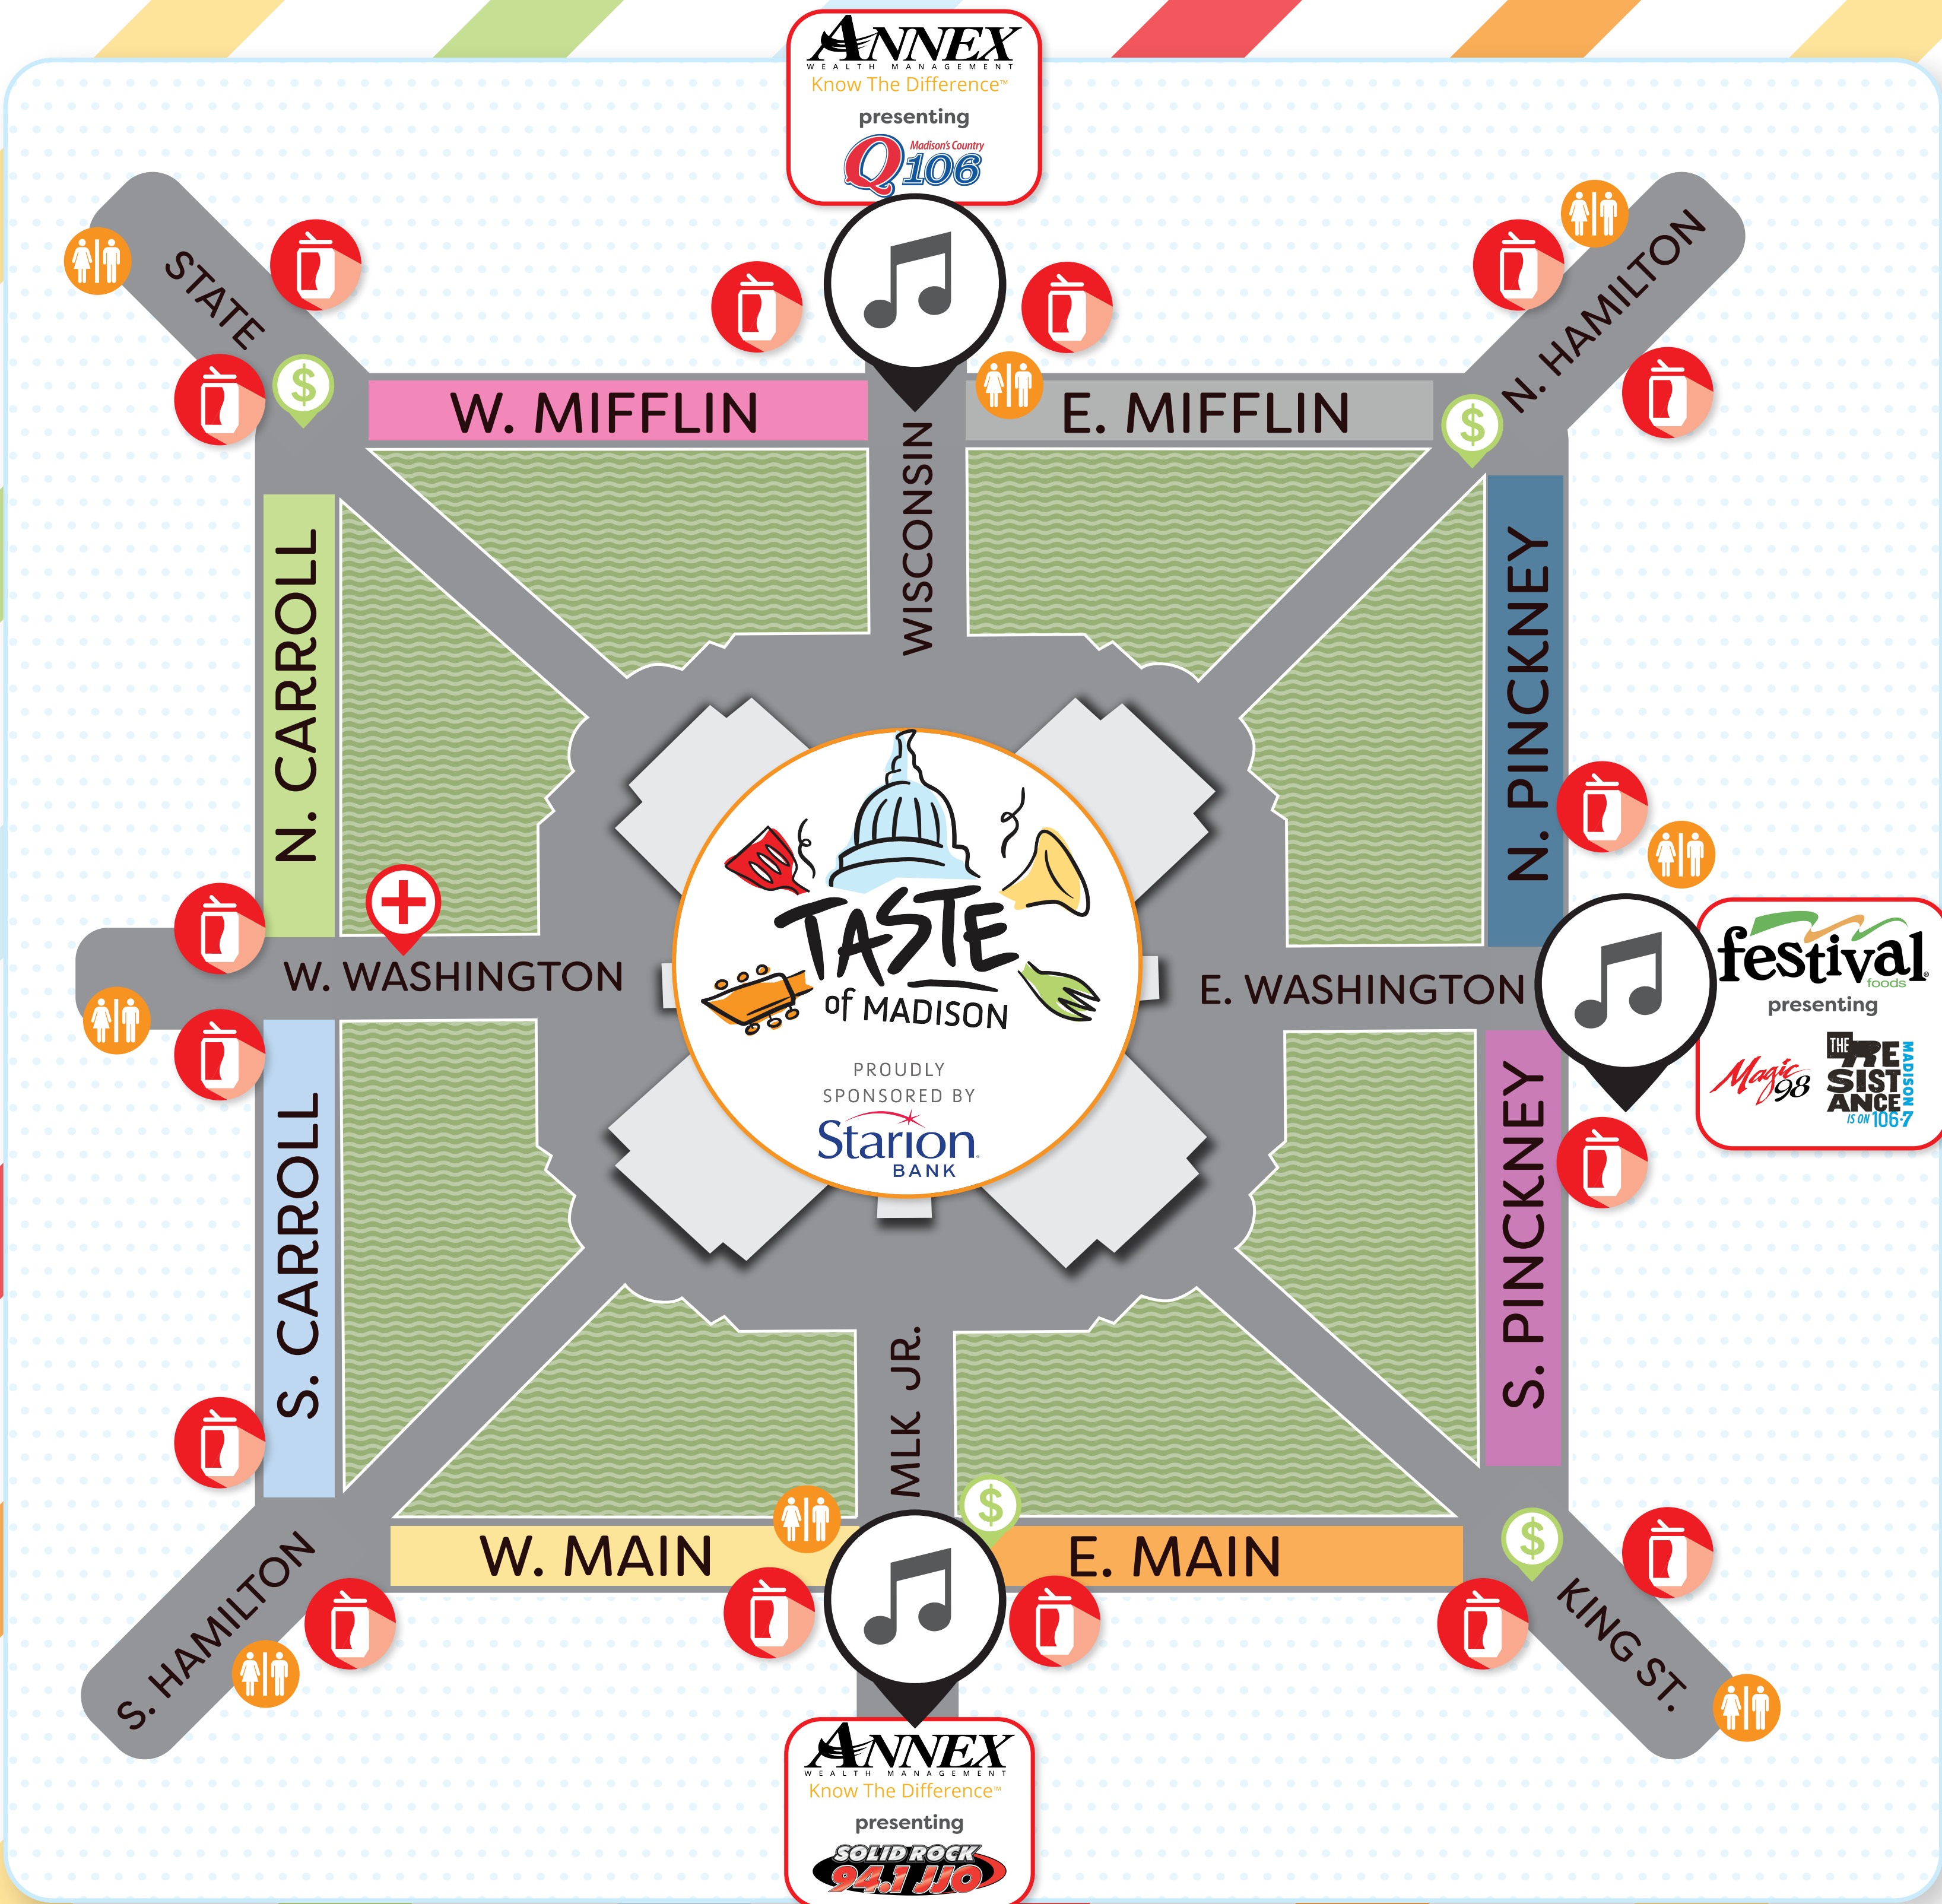 ANNEX
WEALTH MANAGEMENT
Know The Difference™
presenting
Madison's Country
Q106
STATE
N. HAMILTON
$
W. MIFFLIN
E. MIFFLIN
$
WISCONSIN
N. CARROLL
N. PINCKNEY
TASTE
of MADISON
PROUDLY
SPONSORED BY
Starion
BANK
W. WASHINGTON
E. WASHINGTON
festival®
foods
presenting
Magic
98
THE
RE
SIST
ANCE
MADISON
IS ON 106.7
S. CARROLL
S. PINCKNEY
MLK JR.
$
$
W. MAIN
E. MAIN
S. HAMILTON
KING ST.
ANNEX
WEALTH MANAGEMENT
Know The Difference™
presenting
SOLID ROCK
94.1 JJO